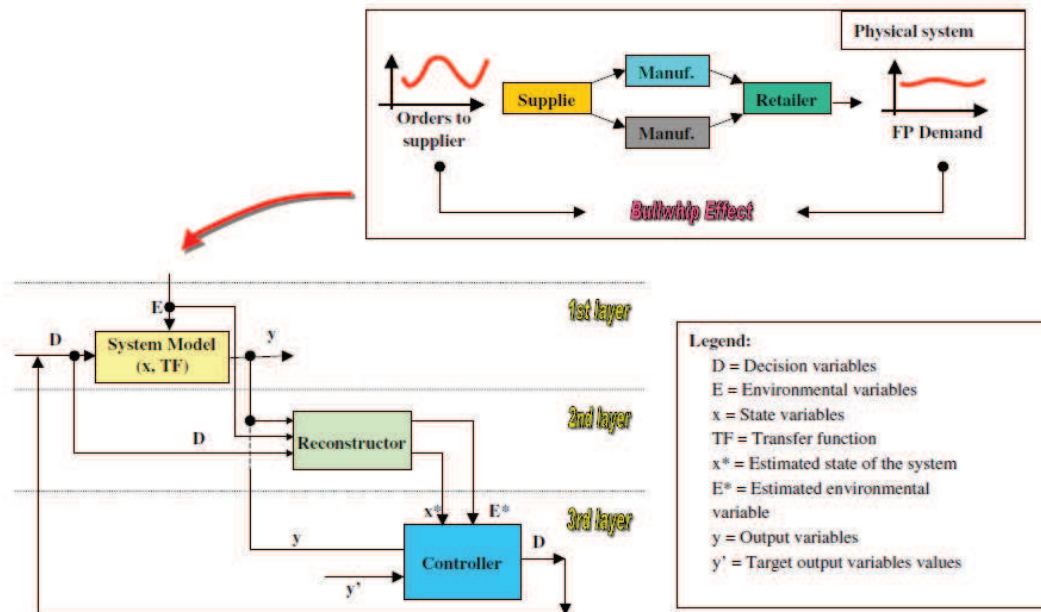 Physical system
Manuf.
Supplie
Retailer
Manuf.
Orders to
supplier
FP Demand
Bullwhip Effect
1st layer
E
D
y
System Model
(x, TF)
2nd layer
D
Reconstructor
3rd layer
x*
E*
y
D
Controller
y’
Legend:
D = Decision variables
E = Environmental variables
x = State variables
TF = Transfer function
x* = Estimated state of the system
E* = Estimated environmental
variable
y = Output variables
y’ = Target output variables values